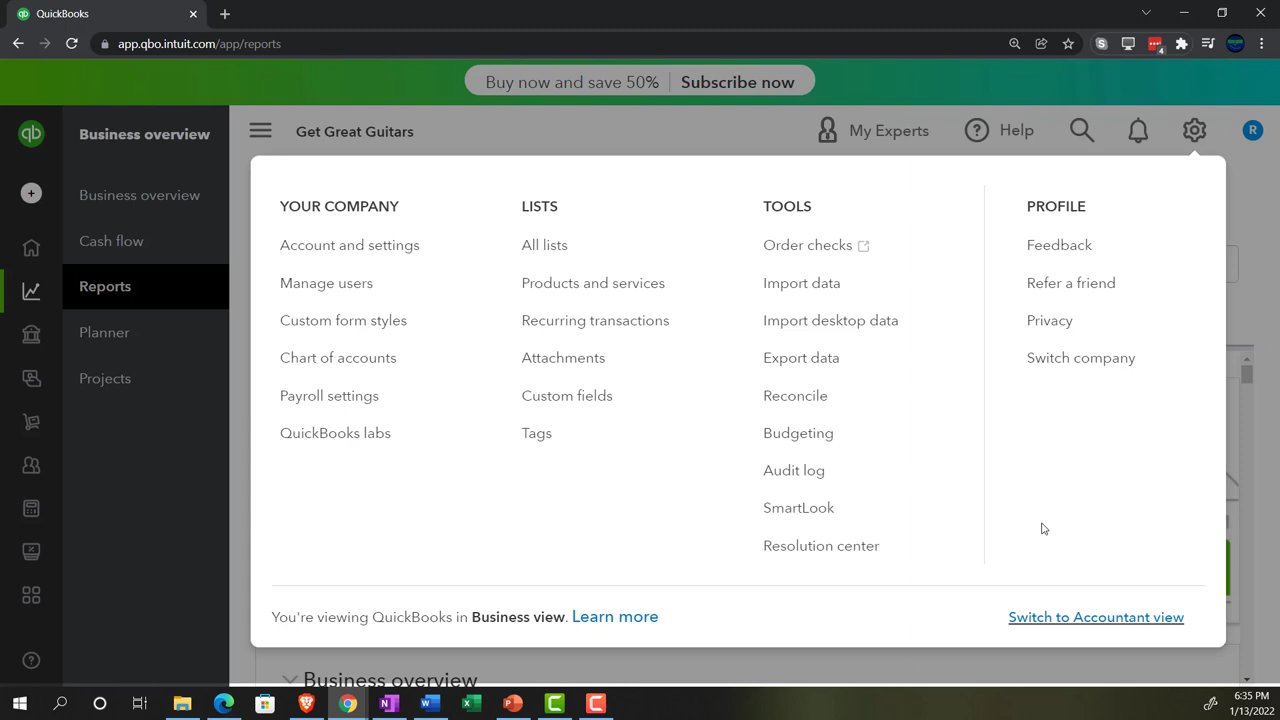 QuickBooks
app.qbo.intuit.com/app/reports
4
Buy now and save 50% Subscribe now
qb
Business overview
Get Great Guitars
My Experts
Help
R
Business overview
Cash flow
Reports
Planner
Projects
YOUR COMPANY
Account and settings
Manage users
Custom form styles
Chart of accounts
Payroll settings
QuickBooks labs
LISTS
All lists
Products and services
Recurring transactions
Attachments
Custom fields
Tags
TOOLS
Order checks
Import data
Import desktop data
Export data
Reconcile
Budgeting
Audit log
SmartLook
Resolution center
PROFILE
Feedback
Refer a friend
Privacy
Switch company
You're viewing QuickBooks in Business view. Learn more
Switch to Accountant view
Business overview
6:35 PM
1/13/2022